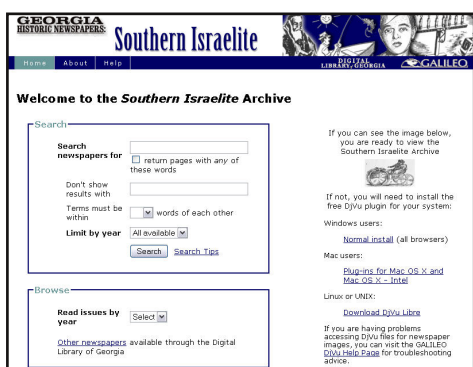 GEORGIA
HISTORIC NEWSPAPERS:
Southern Israelite
Home About Help
DIGITAL
LIBRARY of GEORGIA
GALILEO
Welcome to the Southern Israelite Archive
Search
Search
newspapers for
return pages with any of
these words
Don't show
results with
Terms must be
within
words of each other
Limit by year
All available
Search
Search Tips
Browse
Read issues by
year
Select
Other newspapers available through the Digital
Library of Georgia
If you can see the image below,
you are ready to view the
Southern Israelite Archive
If not, you will need to install the
free DjVu plugin for your system:
Windows users:
Normal install (all browsers)
Mac users:
Plug-ins for Mac OS X and
Mac OS X - Intel
Linux or UNIX:
Download DjVu Libre
If you are having problems
accessing DjVu files for newspaper
images, you can visit the GALILEO
DjVu Help Page for troubleshooting
advice.